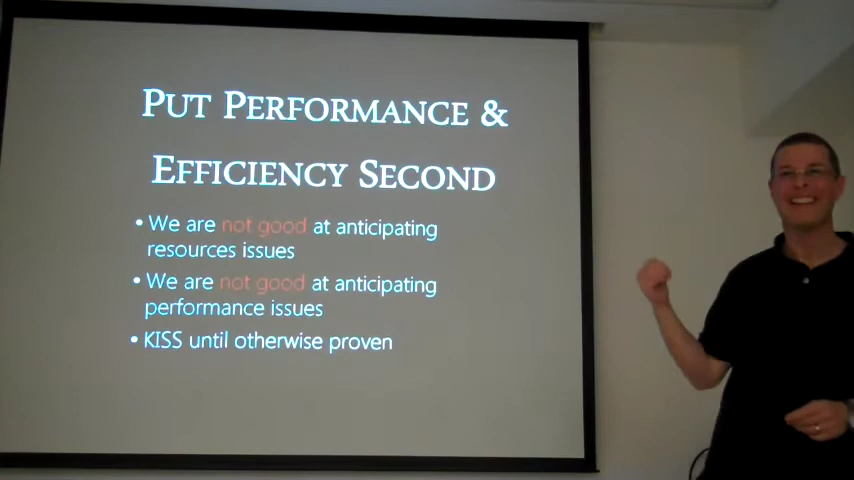 PUT PERFORMANCE &
EFFICIENCY SECOND
• We are not good at anticipating
resources issues
• We are not good at anticipating
performance issues
• KISS until otherwise proven